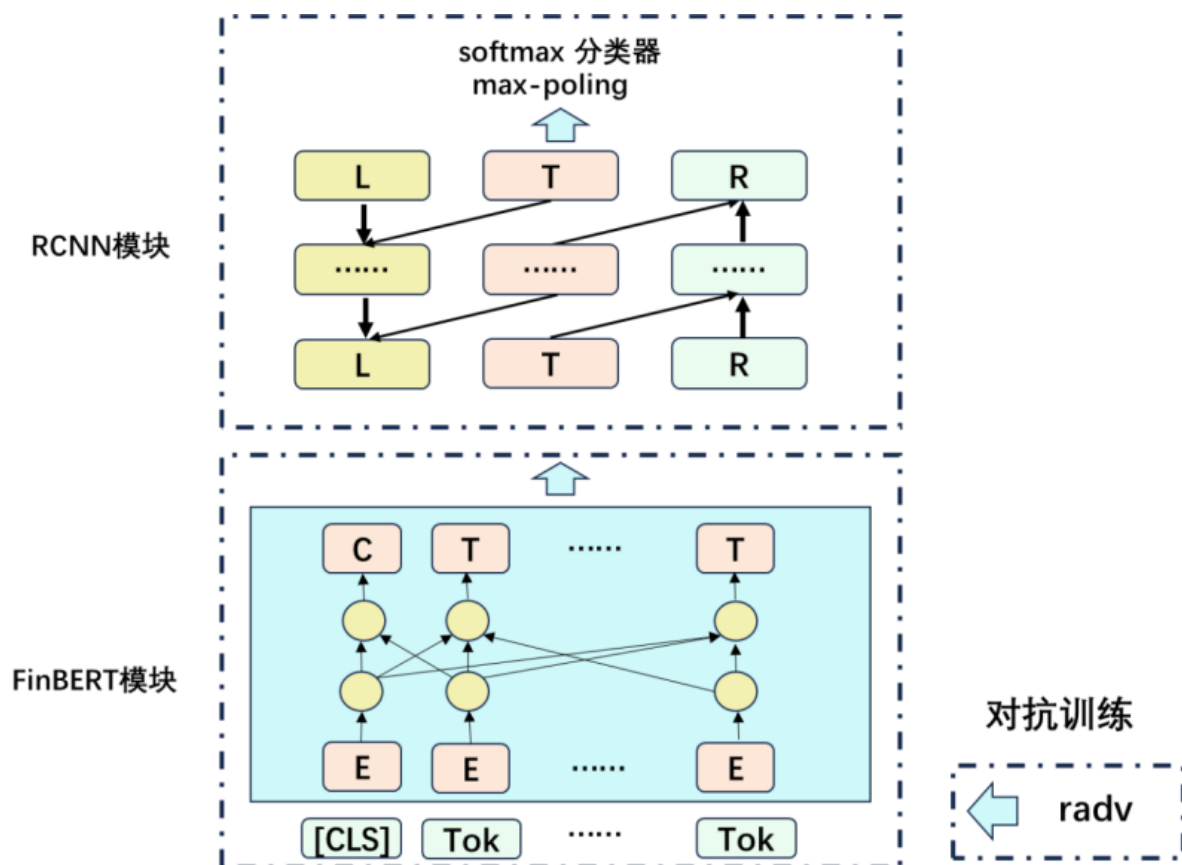 softmax 分类器
max-poling
L T R
RCNN模块
…… …… ……
L T R
C T …… T
FinBERT模块
对抗训练
E E …… E
radv
[CLS] Tok …… Tok